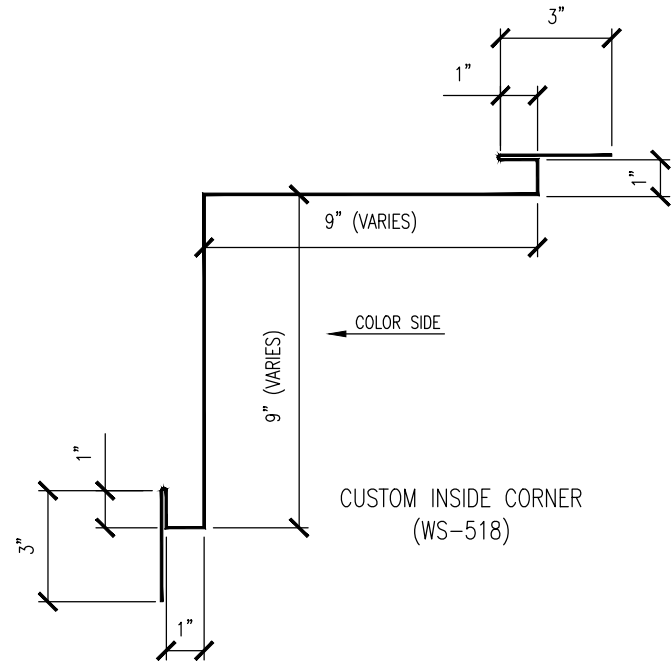 3"
1"
1"
9" (VARIES)
COLOR SIDE
9" (VARIES)
1"
3"
CUSTOM INSIDE CORNER
(WS-518)
1"